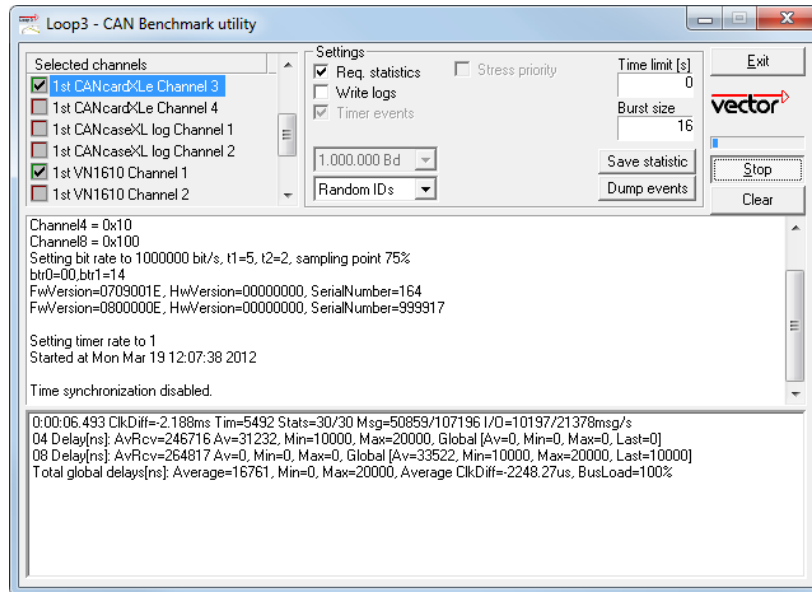 Loop3 - CAN Benchmark utility
Selected channels
1st CANcardXLe Channel 3
1st CANcardXLe Channel 4
1st CANcaseXL log Channel 1
1st CANcaseXL log Channel 2
1st VN1610 Channel 1
1st VN1610 Channel 2
Settings
Req. statistics
Write logs
Timer events
Stress priority
1.000.000 Bd
Random IDs
Time limit [s]
0
Burst size
16
Save statistic
Dump events
Exit
vector
Stop
Clear
Channel4 = 0x10
Channel8 = 0x100
Setting bit rate to 1000000 bit/s, t1=5, t2=2, sampling point 75%
btr0=00,btr1=14
FwVersion=0709001E, HwVersion=00000000, SerialNumber=164
FwVersion=0800000E, HwVersion=00000000, SerialNumber=999917
Setting timer rate to 1
Started at Mon Mar 19 12:07:38 2012
Time synchronization disabled.
0:00:06.493 ClkDiff=-2.188ms Tim=5492 Stats=30/30 Msg=50859/107196 I/O=10197/21378msg/s
04 Delay[ns]: AvRcv=246716 Av=31232, Min=10000, Max=20000, Global [Av=0, Min=0, Max=0, Last=0]
08 Delay[ns]: AvRcv=264817 Av=0, Min=0, Max=0, Global [Av=33522, Min=10000, Max=20000, Last=10000]
Total global delays[ns]: Average=16761, Min=0, Max=20000, Average ClkDiff=-2248.27us, BusLoad=100%